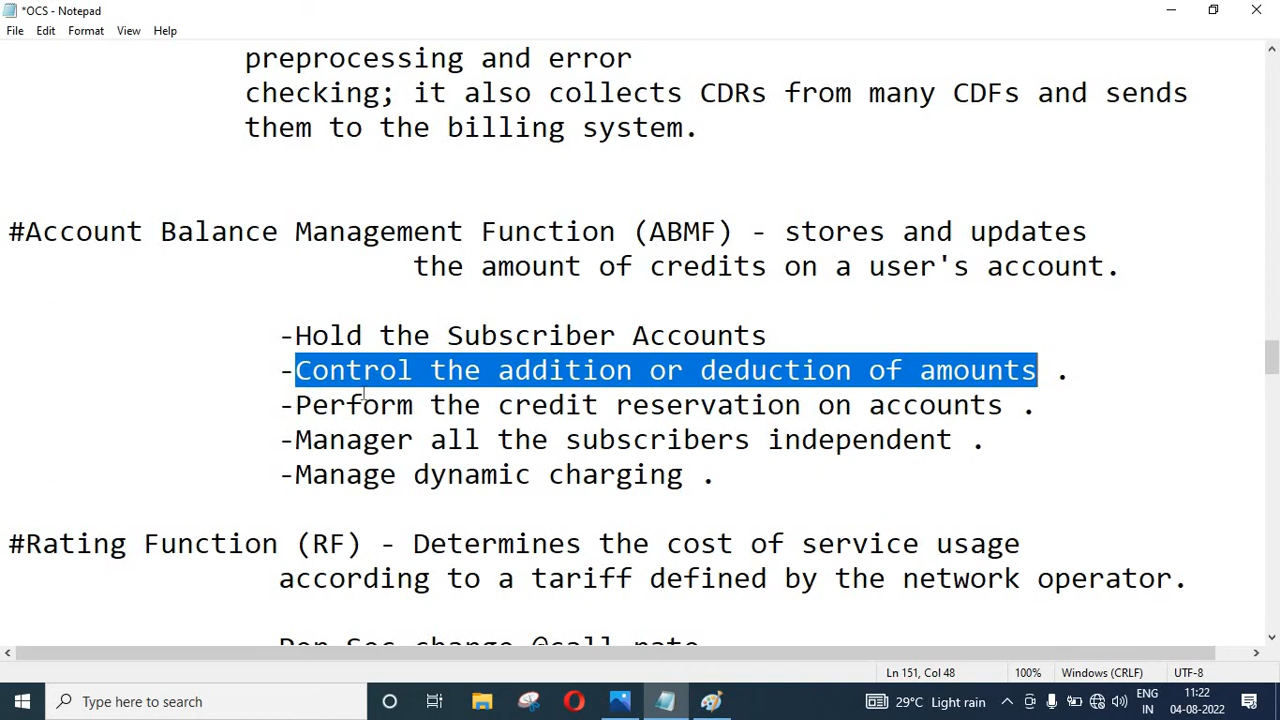 *OCS - Notepad
File Edit Format View Help
preprocessing and error
checking; it also collects CDRs from many CDFs and sends
them to the billing system.
#Account Balance Management Function (ABMF) - stores and updates
the amount of credits on a user's account.
-Hold the Subscriber Accounts
-Control the addition or deduction of amounts .
-Perform the credit reservation on accounts .
-Manager all the subscribers independent .
-Manage dynamic charging .
#Rating Function (RF) - Determines the cost of service usage
according to a tariff defined by the network operator.
Ln 151, Col 48 100% Windows (CRLF) UTF-8
Type here to search
29°C Light rain
ENG
IN
11:22
04-08-2022